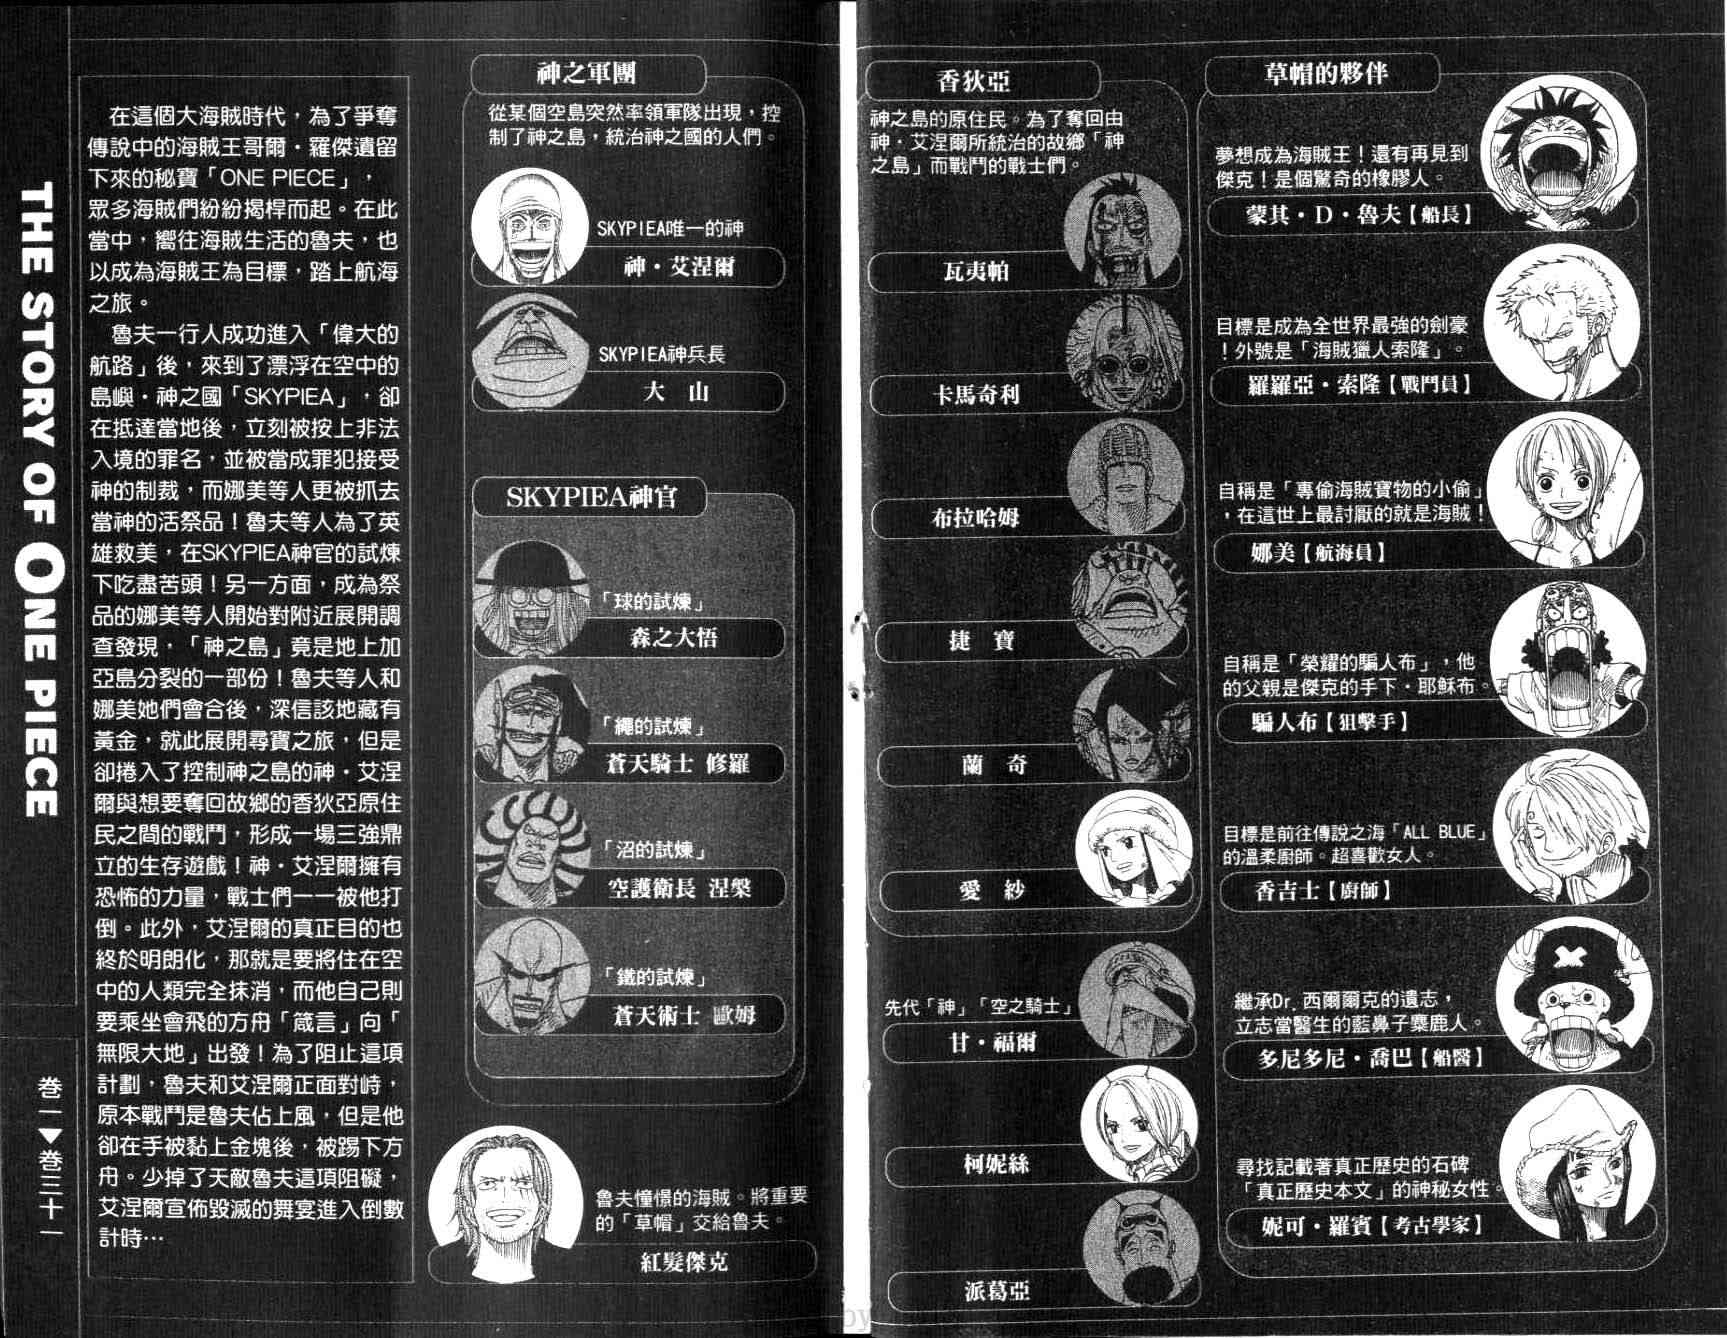 草帽的夥伴
夢想成為海賊王！還有再見到
傑克！是個驚奇的橡膠人。
蒙其・D・魯夫【船長】
目標是成為全世界最強的劍豪
！外號是「海賊獵人索隆」。
羅羅亞・索隆【戰鬥員】
自稱是「專偷海賊寶物的小偷」
，在這世上最討厭的就是海賊！
娜美【航海員】
自稱是「榮耀的騙人布」，他
的父親是傑克的手下・耶穌布。
騙人布【狙擊手】
目標是前往傳說之海「ALL BLUE」
的溫柔廚師。超喜歡女人。
香吉士【廚師】
繼承Dr. 西爾爾克的遺志，
立志當醫生的藍鼻子麋鹿人。
多尼多尼・喬巴【船醫】
尋找記載著真正歷史的石碑
「真正歷史本文」的神秘女性。
妮可・羅賓【考古學家】
香狄亞
神之島的原住民。為了奪回由
神・艾涅爾所統治的故鄉「神
之島」而戰鬥的戰士們。
瓦夷帕
卡馬奇利
布拉哈姆
捷 寶
蘭 奇
愛 紗
先代「神」「空之騎士」
甘・福爾
柯妮絲
派葛亞
神之軍團
從某個空島突然率領軍隊出現，控
制了神之島，統治神之國的人們。
SKYPIEA唯一的神
神・艾涅爾
SKYPIEA神兵長
大 山
SKYPIEA神官
「球的試煉」
森之大悟
「繩的試煉」
蒼天騎士 修羅
「沼的試煉」
空護衛長 涅槃
「鐵的試煉」
蒼天術士 歐姆
魯夫憧憬的海賊。將重要
的「草帽」交給魯夫。
紅髮傑克
在這個大海賊時代，為了爭奪
傳說中的海賊王哥爾・羅傑遺留
下來的秘寶「ONE PIECE」，
眾多海賊們紛紛揭桿而起。在此
當中，嚮往海賊生活的魯夫，也
以成為海賊王為目標，踏上航海
之旅。
魯夫一行人成功進入「偉大的
航路」後，來到了漂浮在空中的
島嶼・神之國「SKYPIEA」，卻
在抵達當地後，立刻被按上非法
入境的罪名，並被當成罪犯接受
神的制裁，而娜美等人更被抓去
當神的活祭品！魯夫等人為了英
雄救美，在SKYPIEA神官的試煉
下吃盡苦頭！另一方面，成為祭
品的娜美等人開始對附近展開調
查發現，「神之島」竟是地上加
亞島分裂的一部份！魯夫等人和
娜美她們會合後，深信該地藏有
黃金，就此展開尋寶之旅，但是
卻捲入了控制神之島的神・艾涅
爾與想要奪回故鄉的香狄亞原住
民之間的戰鬥，形成一場三強鼎
立的生存遊戲！神・艾涅爾擁有
恐怖的力量，戰士們一一被他打
倒。此外，艾涅爾的真正目的也
終於明朗化，那就是要將住在空
中的人類完全抹消，而他自己則
要乘坐會飛的方舟「箴言」向「
無限大地」出發！為了阻止這項
計劃，魯夫和艾涅爾正面對峙，
原本戰鬥是魯夫佔上風，但是他
卻在手被黏上金塊後，被踢下方
舟。少掉了天敵魯夫這項阻礙，
艾涅爾宣佈毀滅的舞宴進入倒數
計時…
THE STORY OF ONE PIECE
卷一▶卷三十一
by